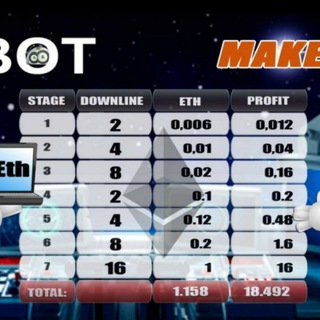 BOT
MAKE
Eth
STAGE DOWNLINE ETH PROFIT
1 2 0,006 0,012
2 4 0,01 0,04
3 8 0,02 0,16
4 2 0.1 0.2
5 4 0.12 0.48
6 8 0.2 1.6
7 16 1 16
TOTAL: 1.158 18.492